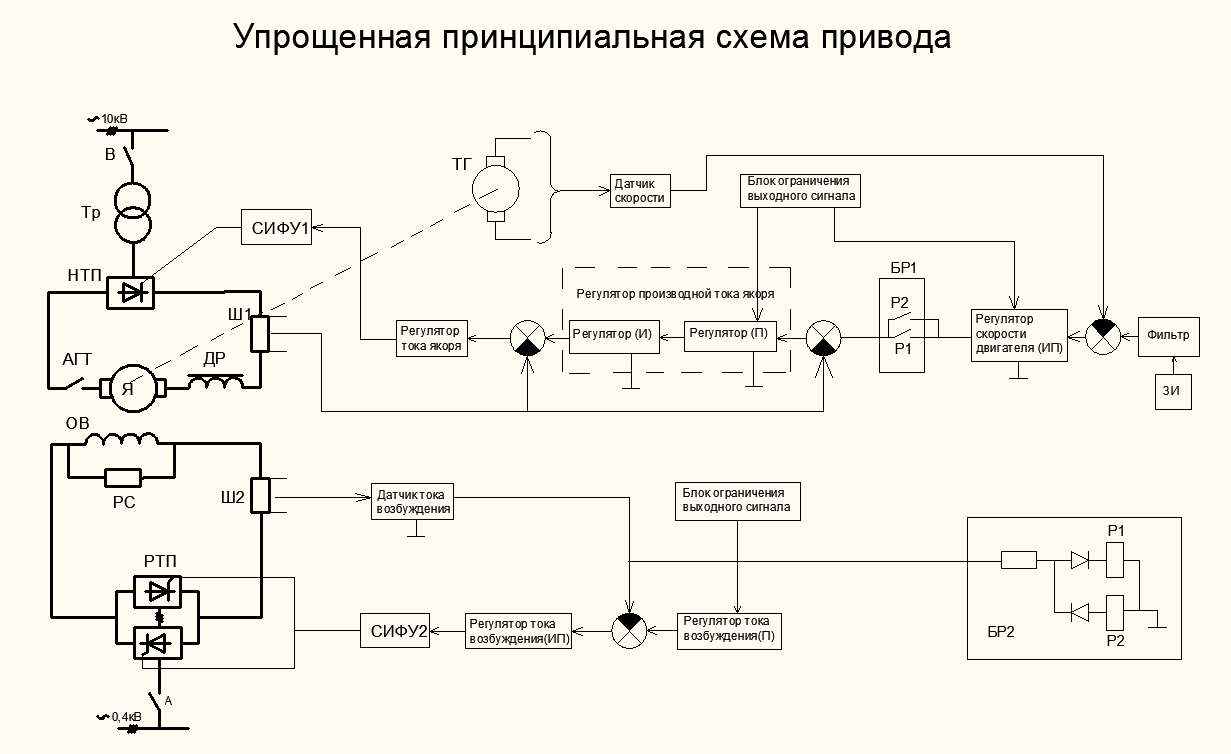 Упрощенная принципиальная схема привода
10кВ
В
Тр
НТП
СИФУ1
ТГ
Датчик
скорости
Блок ограничения
выходного сигнала
Ш1
АГТ
Я
ДР
Регулятор
тока якоря
Регулятор производной тока якоря
Регулятор (И)
Регулятор (П)
БР1
Р2
Р1
Регулятор
скорости
двигателя (ИП)
Фильтр
ЗИ
ОВ
РС
Ш2
Датчик тока
возбуждения
Блок ограничения
выходного сигнала
РТП
СИФУ2
Регулятор тока
возбуждения(ИП)
Регулятор тока
возбуждения(П)
Р1
Р2
БР2
А
0,4кВ